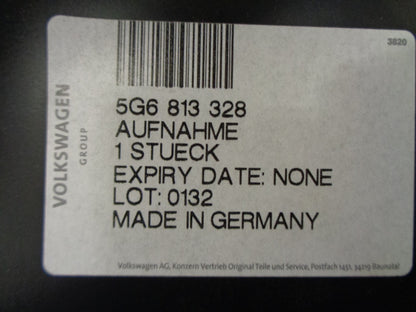 3820
VOLKSWAGEN
GROUP
5G6 813 328
AUFNAHME
1 STUECK
EXPIRY DATE: NONE
LOT: 0132
MADE IN GERMANY
Volkswagen AG, Konzern Vertrieb Original Teile und Service, Postfach 1451, 34219 Baunatal